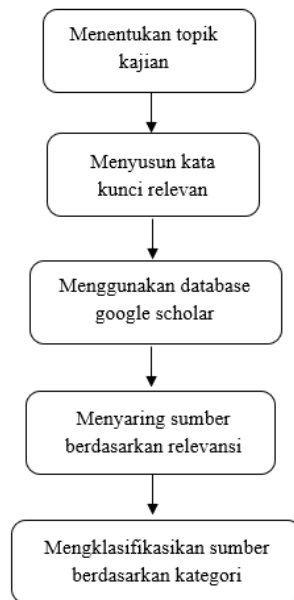 Menentukan topik
kajian
Menyusun kata
kunci relevan
Menggunakan database
google scholar
Menyaring sumber
berdasarkan relevansi
Mengklasifikasikan sumber
berdasarkan kategori